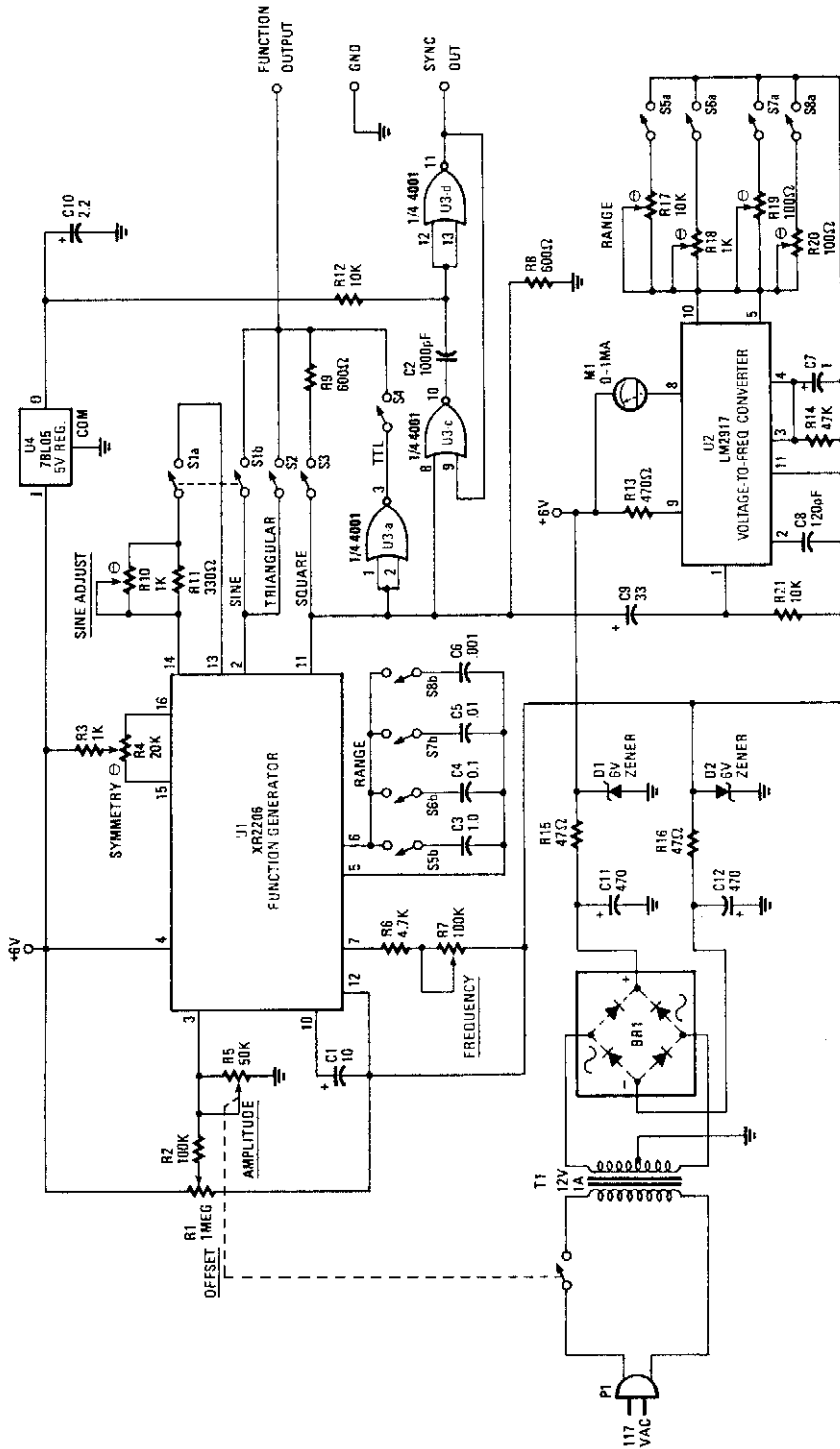 +6V
U4
78L05
5V REG.
1
0
COM
C10
2.2
+
FUNCTION
OUTPUT
GND
SYNC
OUT
SINE ADJUST
R10
1K
R11
330Ω
S1a
S1b
S2
S3
S4
SINE
TRIANGULAR
SQUARE
TTL
R9
600Ω
R12
10K
1/4 4001
U3-a
1
2
3
1/4 4001
U3-c
8
9
10
C2
1000pF
1/4 4001
U3-d
12
13
11
R8
600Ω
R3
1K
R4
20K
SYMMETRY
U1
XR2206
FUNCTION GENERATOR
4
15
16
14
13
2
11
3
10
12
7
5
6
RANGE
S5b
S6b
S7b
S8b
C3
1.0
C4
0.1
C5
.01
C6
.001
R6
4.7K
R7
100K
FREQUENCY
R5
50K
AMPLITUDE
R2
100K
R1
1MEG
OFFSET
C1
10
+
RANGE
R17
10K
R18
1K
R19
100Ω
R20
100Ω
S5a
S6a
S7a
S8a
M1
0-1MA
+6V
R13
470Ω
U2
LM2917
VOLTAGE-TO-FREQ CONVERTER
9
8
10
5
1
2
11
3
4
C9
33
+
R21
10K
C8
120pF
R14
47K
C7
1
+
R15
47Ω
R16
47Ω
D1
6V
ZENER
D2
6V
ZENER
C11
470
+
C12
470
+
BR1
+
-
T1
12V
1A
P1
117
VAC